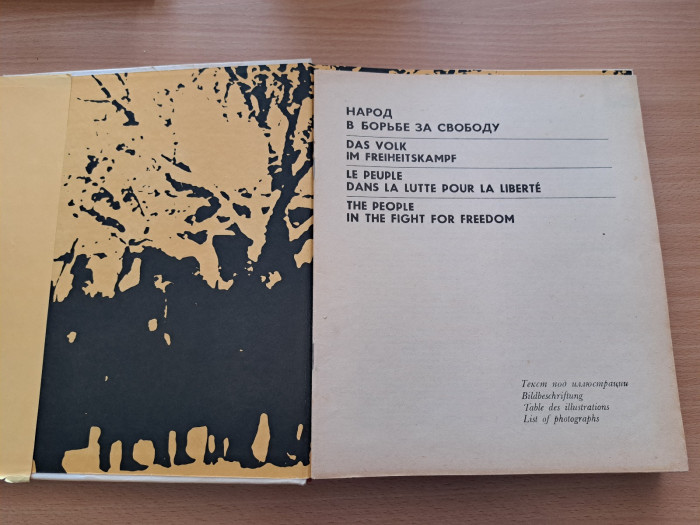 НАРОД
В БОРЬБЕ ЗА СВОБОДУ
DAS VOLK
IM FREIHEITSKAMPF
LE PEUPLE
DANS LA LUTTE POUR LA LIBERTÉ
THE PEOPLE
IN THE FIGHT FOR FREEDOM
Текст под иллюстрации
Bildbeschriftung
Table des illustrations
List of photographs